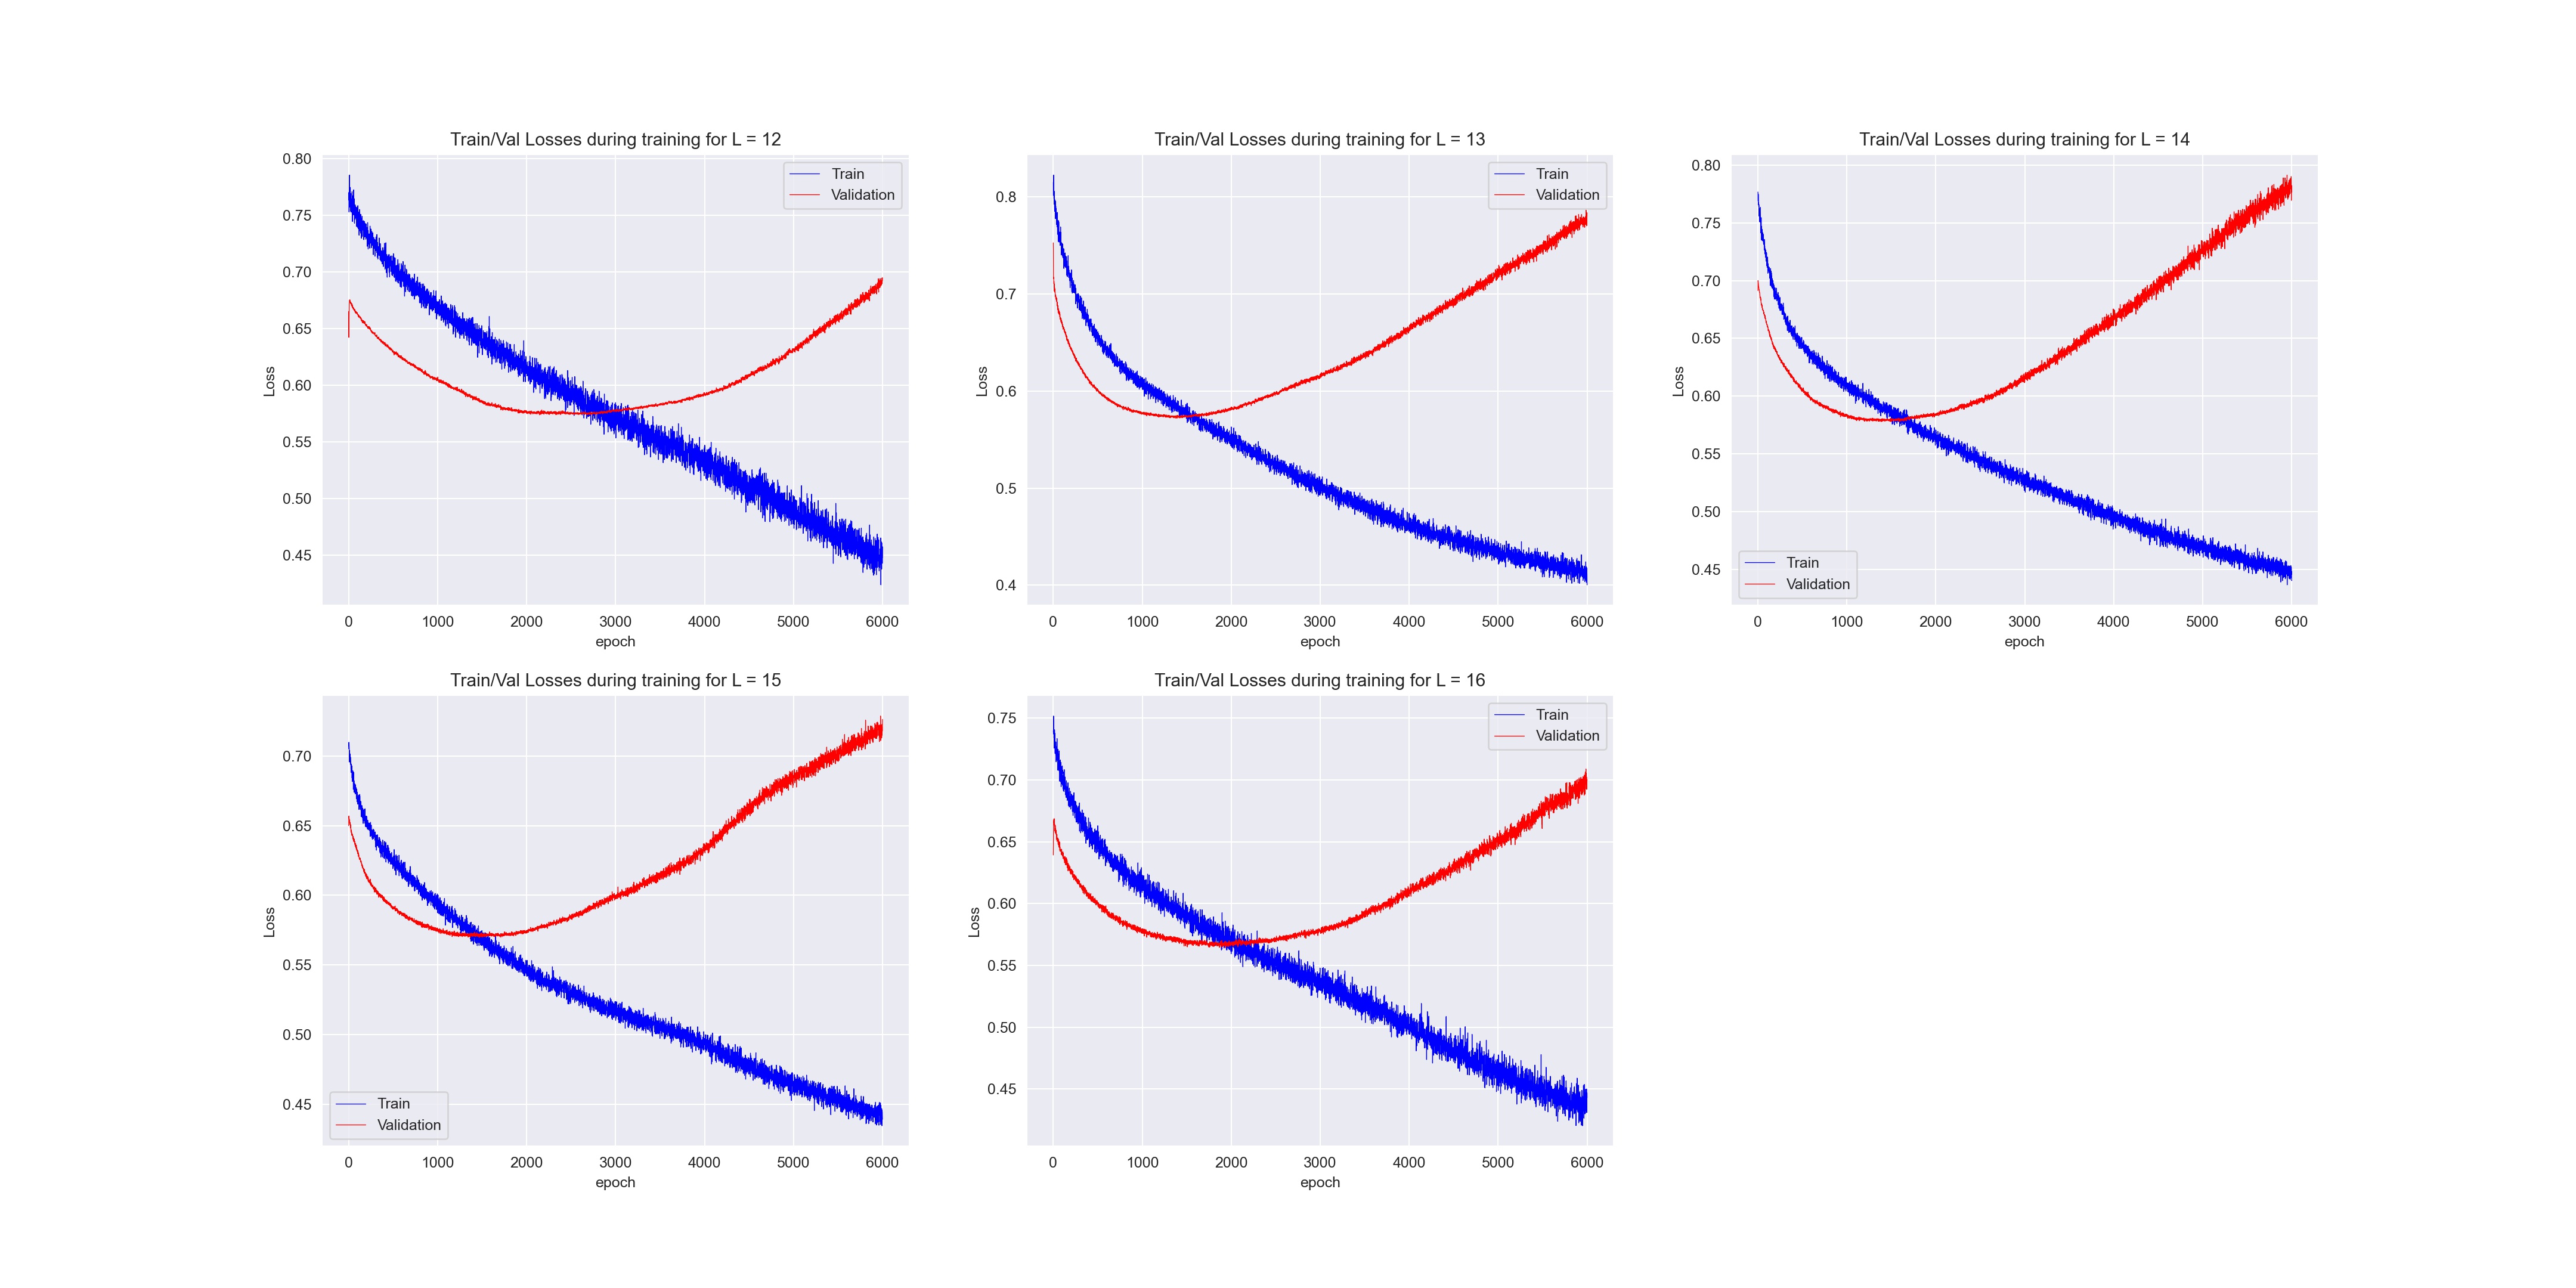 Train/Val Losses during training for L = 12
Train
Validation
0.80
0.75
0.70
0.65
0.60
0.55
0.50
0.45
Loss
0 1000 2000 3000 4000 5000 6000
epoch
Train/Val Losses during training for L = 13
Train
Validation
0.8
0.7
0.6
0.5
0.4
Loss
0 1000 2000 3000 4000 5000 6000
epoch
Train/Val Losses during training for L = 14
0.80
0.75
0.70
0.65
0.60
0.55
0.50
0.45
Loss
Train
Validation
0 1000 2000 3000 4000 5000 6000
epoch
Train/Val Losses during training for L = 15
0.70
0.65
0.60
0.55
0.50
0.45
Loss
Train
Validation
0 1000 2000 3000 4000 5000 6000
epoch
Train/Val Losses during training for L = 16
Train
Validation
0.75
0.70
0.65
0.60
0.55
0.50
0.45
Loss
0 1000 2000 3000 4000 5000 6000
epoch